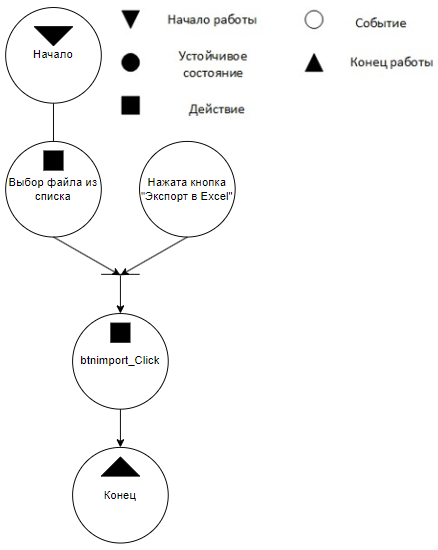 Начало работы
Событие
Устойчивое
состояние
Конец работы
Действие
Начало
Выбор файла из
списка
Нажата кнопка
"Экспорт в Excel"
btnimport_Click
Конец